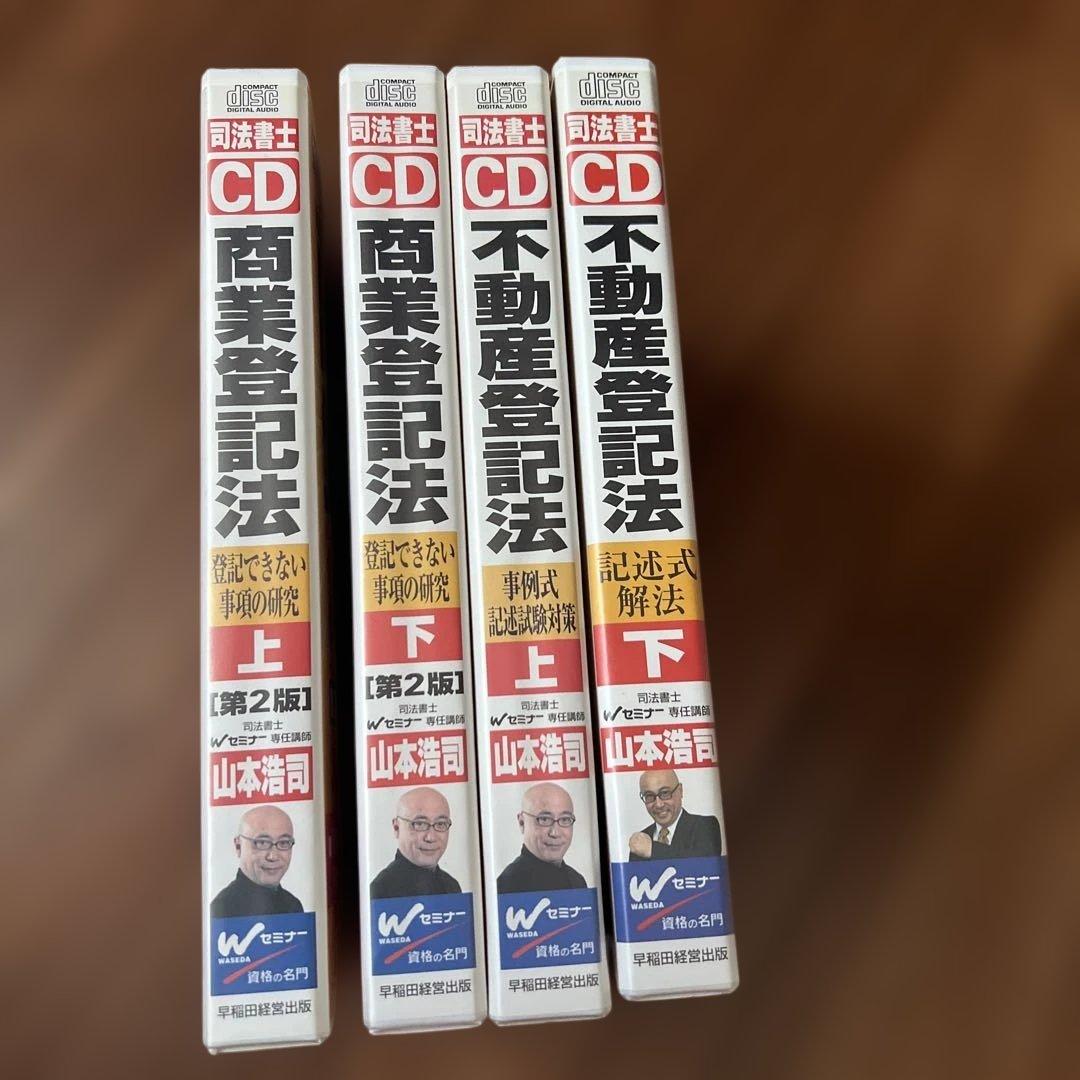 COMPACT
disc
DIGITAL AUDIO
司法書士
CD
商業登記法
登記できない
事項の研究
上
[第2版]
司法書士
Wセミナー 専任講師
山本浩司
W セミナー
WASEDA
資格の名門
早稲田経営出版
COMPACT
disc
DIGITAL AUDIO
司法書士
CD
商業登記法
登記できない
事項の研究
下
[第2版]
司法書士
Wセミナー 専任講師
山本浩司
W セミナー
WASEDA
資格の名門
早稲田経営出版
COMPACT
disc
DIGITAL AUDIO
司法書士
CD
不動産登記法
事例式
記述試験対策
上
司法書士
Wセミナー 専任講師
山本浩司
W セミナー
WASEDA
資格の名門
早稲田経営出版
COMPACT
disc
DIGITAL AUDIO
司法書士
CD
不動産登記法
記述式
解法
下
司法書士
Wセミナー 専任講師
山本浩司
W セミナー
WASEDA
資格の名門
早稲田経営出版